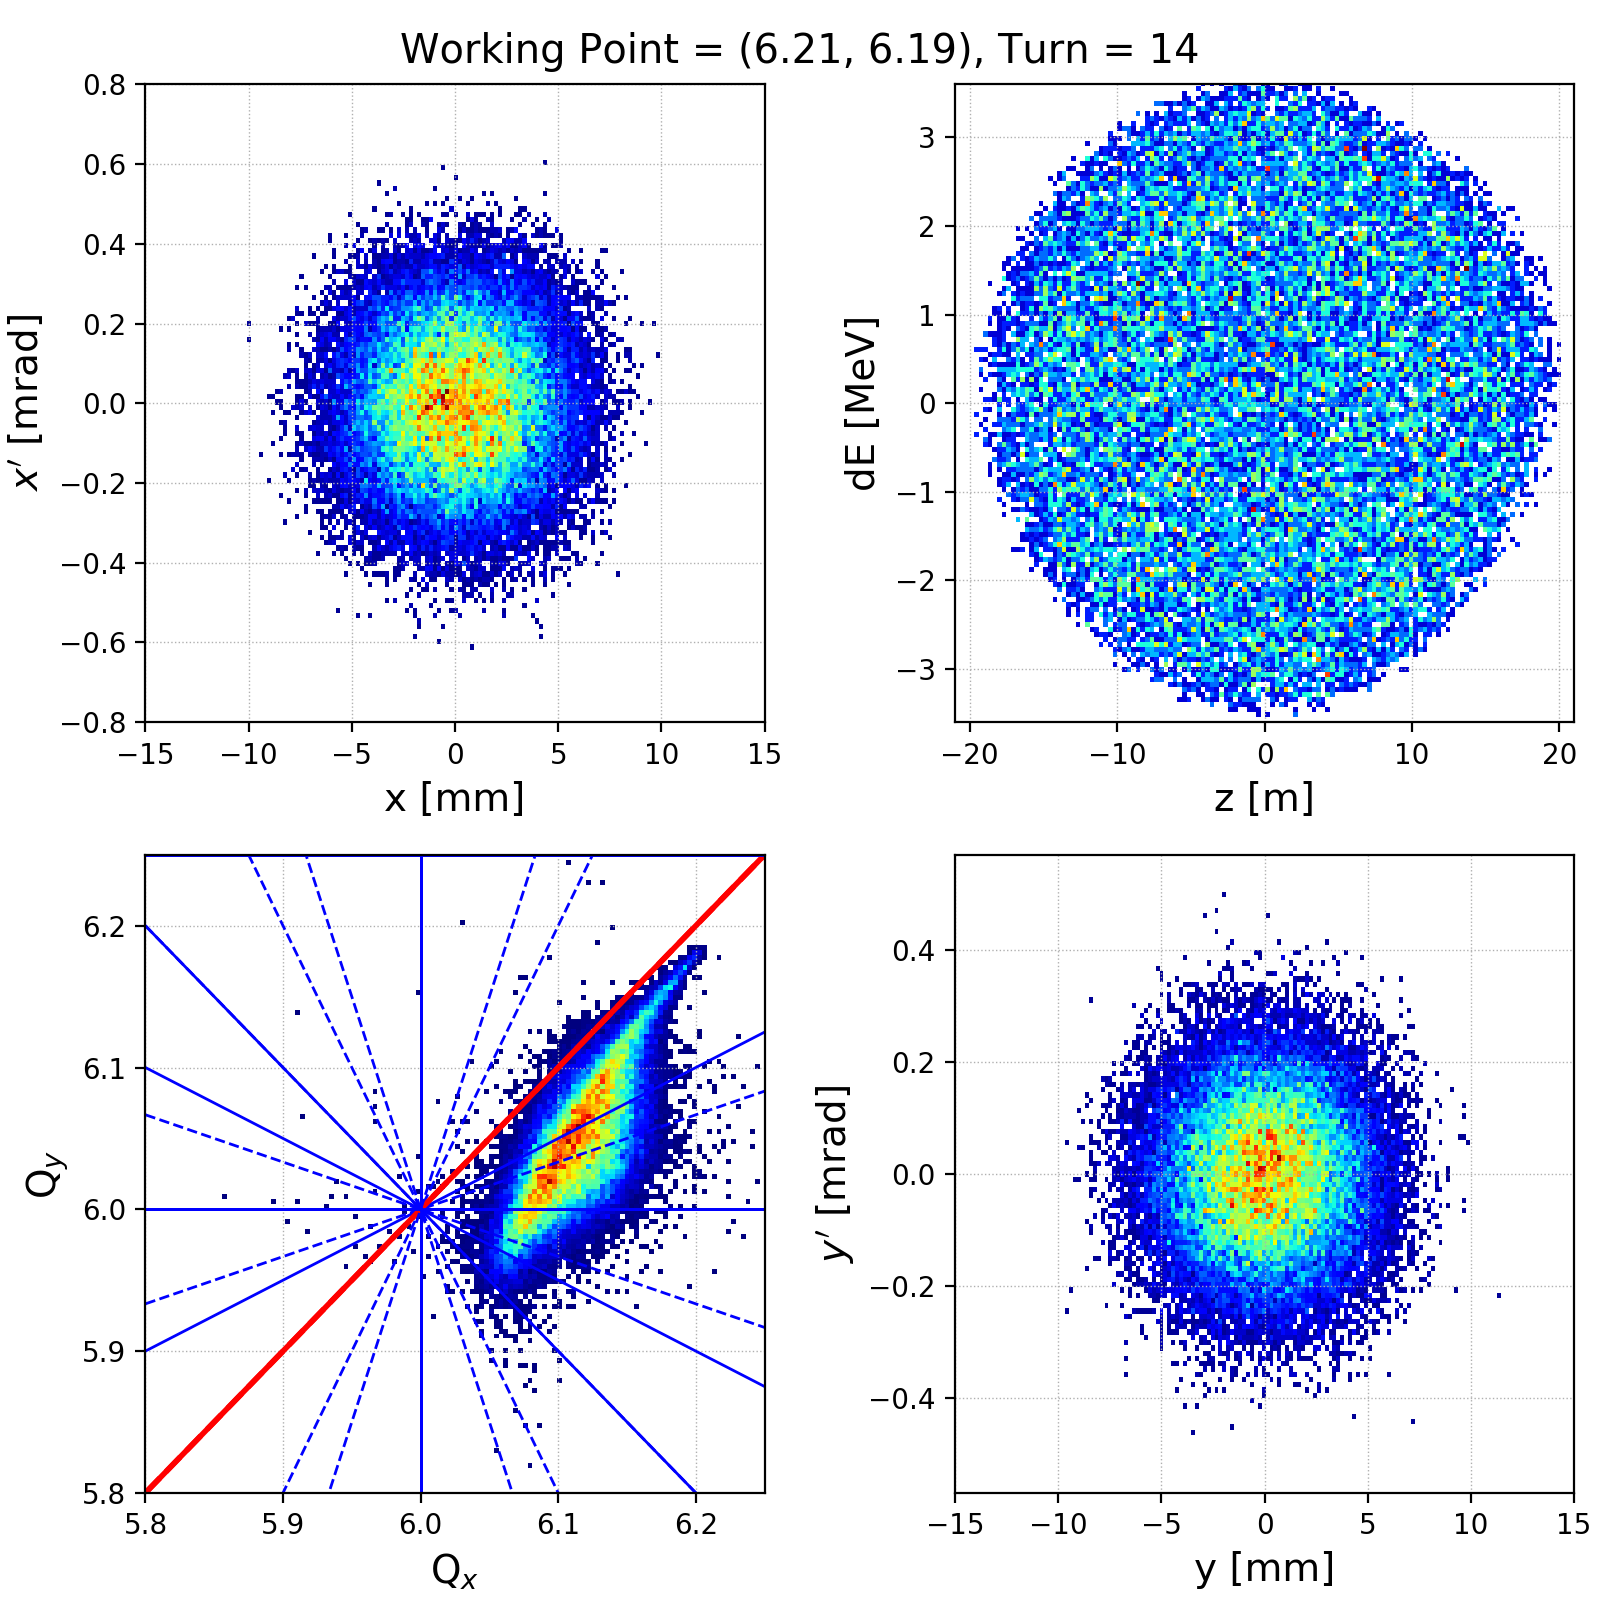 Working Point = (6.21, 6.19), Turn = 14
0.8
0.6
0.4
0.2
0.0
−0.2
−0.4
−0.6
−0.8
x′ [mrad]
−15 −10 −5 0 5 10 15
x [mm]
3
2
1
0
−1
−2
−3
dE [MeV]
−20 −10 0 10 20
z [m]
6.2
6.1
6.0
5.9
5.8
Qy
5.8 5.9 6.0 6.1 6.2
Qx
0.4
0.2
0.0
−0.2
−0.4
y′ [mrad]
−15 −10 −5 0 5 10 15
y [mm]